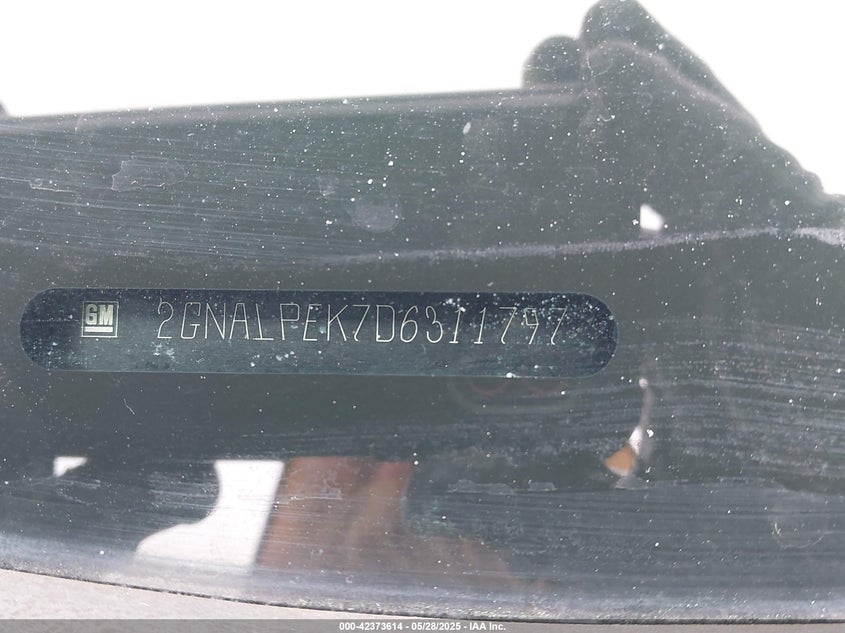 GM 2GNALPEK7D6311797
000-42373614 - 05/28/2025 - IAA Inc.